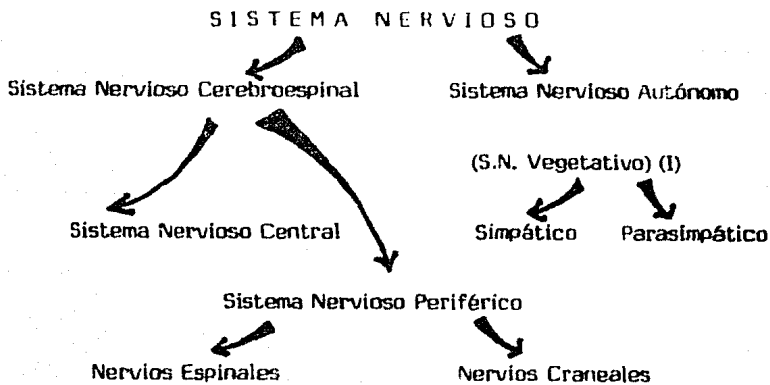 SISTEMA NERVIOSO
Sistema Nervioso Cerebroespinal
Sistema Nervioso Autónomo
(S.N. Vegetativo) (I)
Sistema Nervioso Central
Simpático
Parasimpático
Sistema Nervioso Periférico
Nervios Espinales
Nervios Craneales